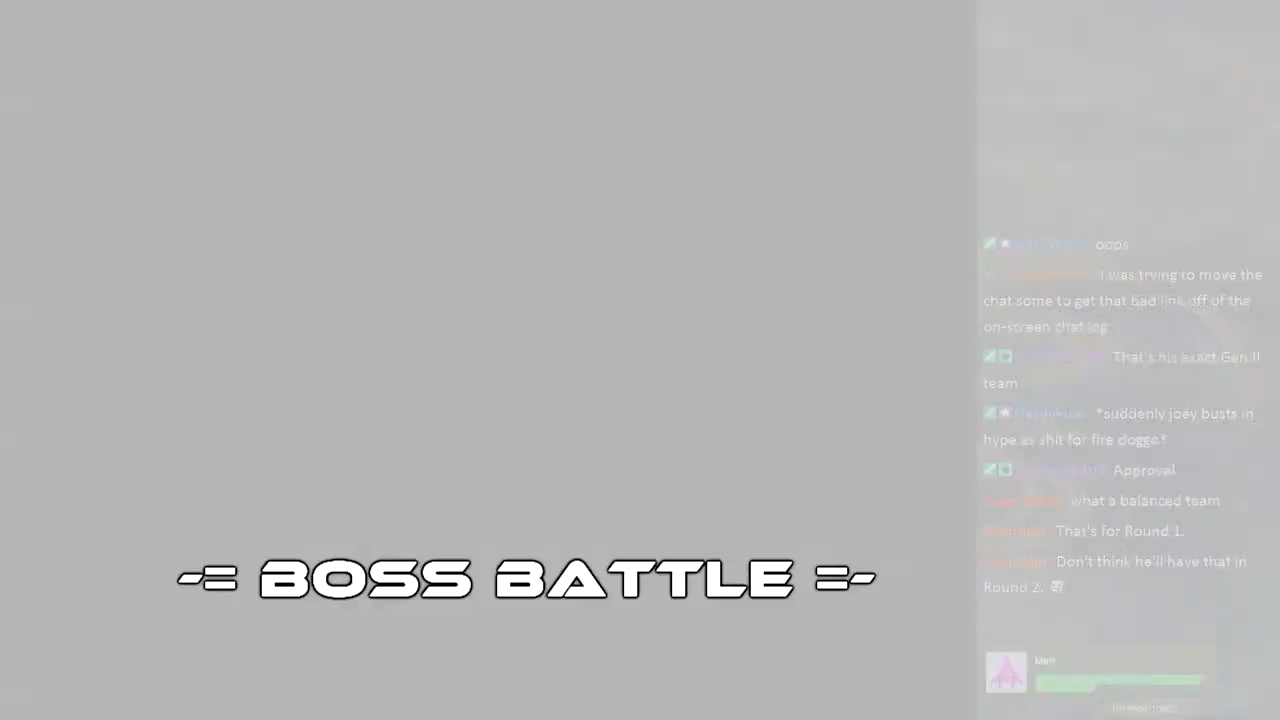 oops
I was trying to move the
chat some to get that bad link off of the
on-screen chat log
That's his exact Gen II
team
*suddenly joey busts in
hype as shit for fire doggo*
Approval
what a balanced team
That's for Round 1.
Don't think he'll have that in
Round 2.
-= BOSS BATTLE =-